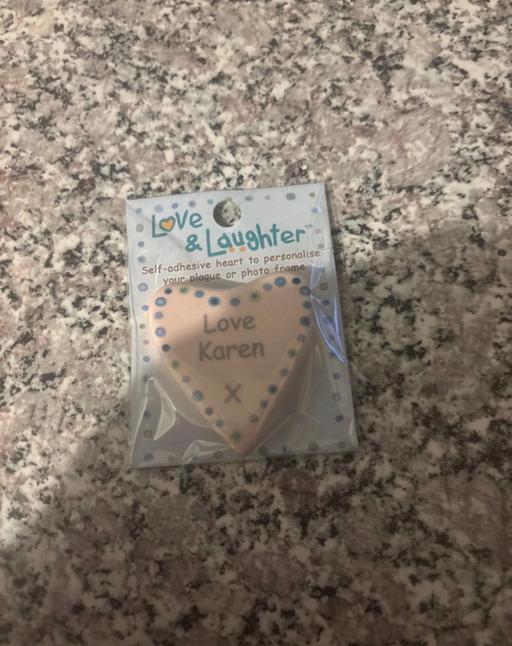 Love
& Laughter
Self-adhesive heart to personalise
your plaque or photo frame
Love
Karen
x